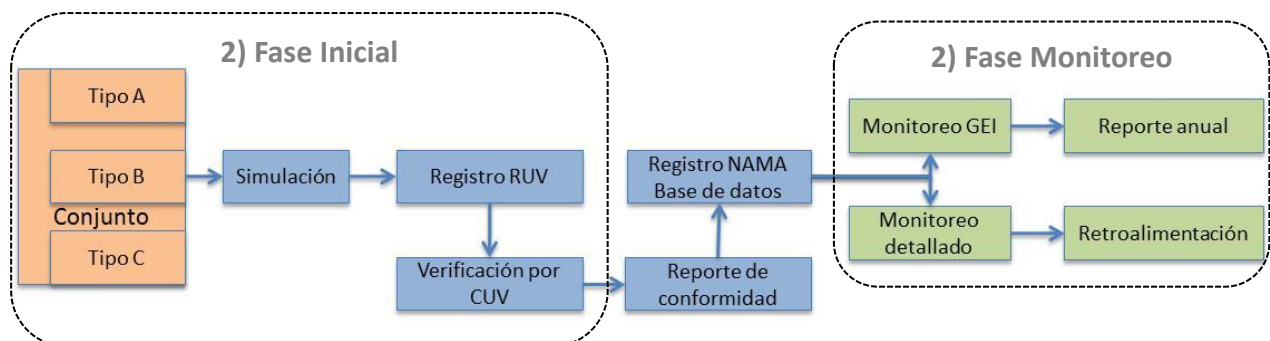 2) Fase Inicial
Tipo A
Tipo B
Conjunto
Tipo C
Simulación
Registro RUV
Verificación por
CUV
Reporte de
conformidad
Registro NAMA
Base de datos
2) Fase Monitoreo
Monitoreo GEI
Reporte anual
Monitoreo
detallado
Retroalimentación